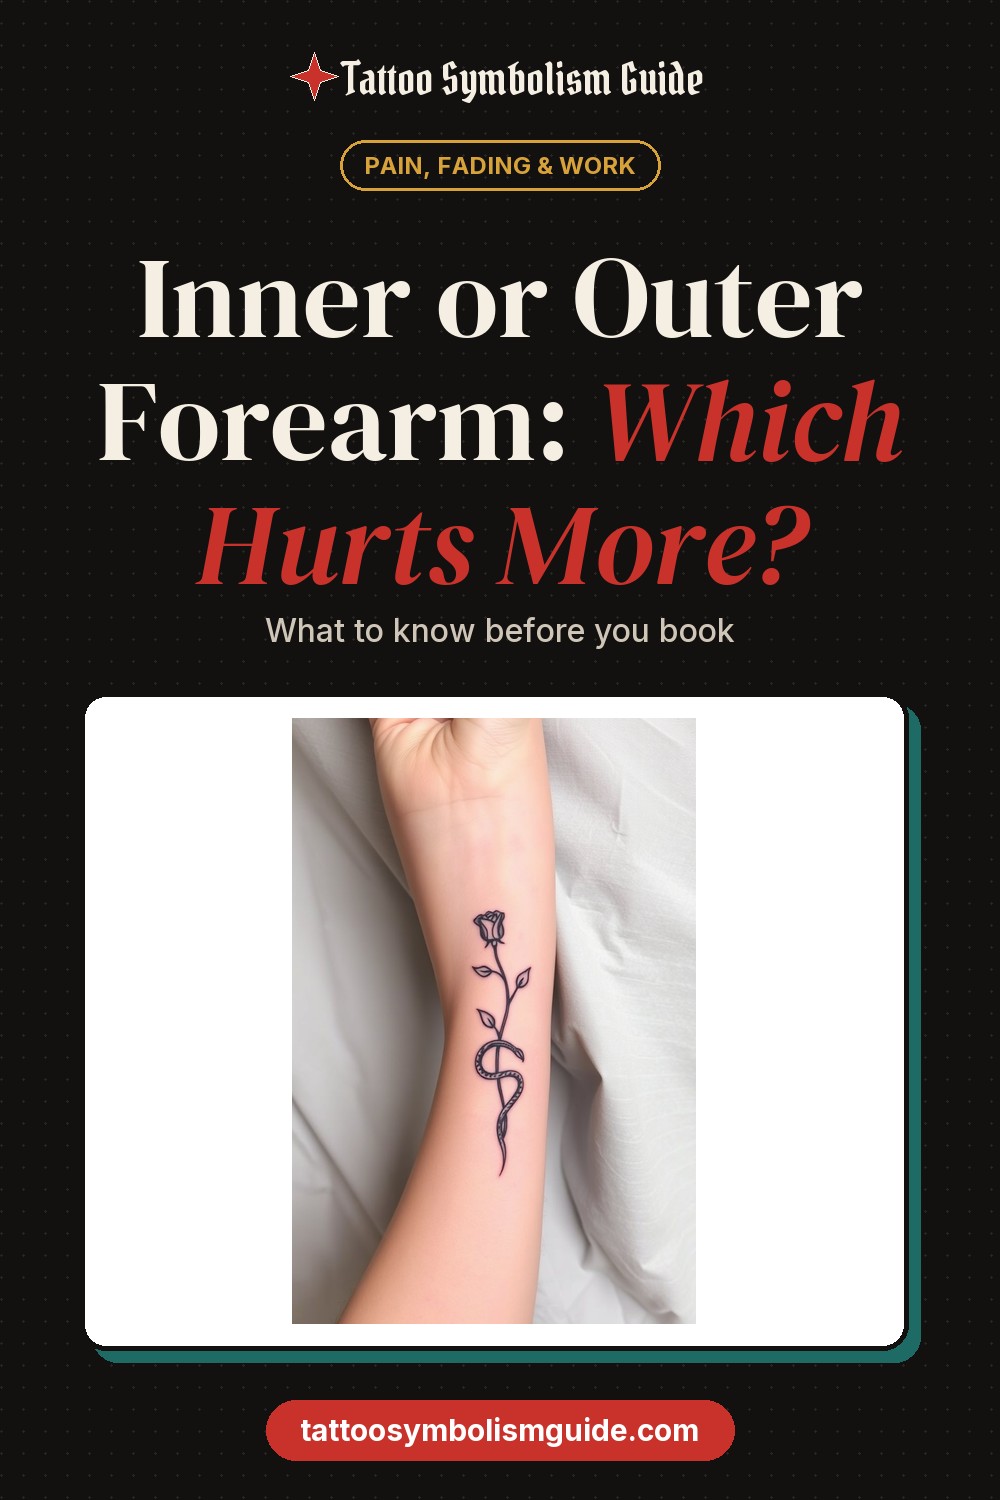 Tattoo Symbolism Guide
PAIN, FADING & WORK
Inner or Outer
Forearm: Which
Hurts More?
What to know before you book
tattoosymbolismguide.com